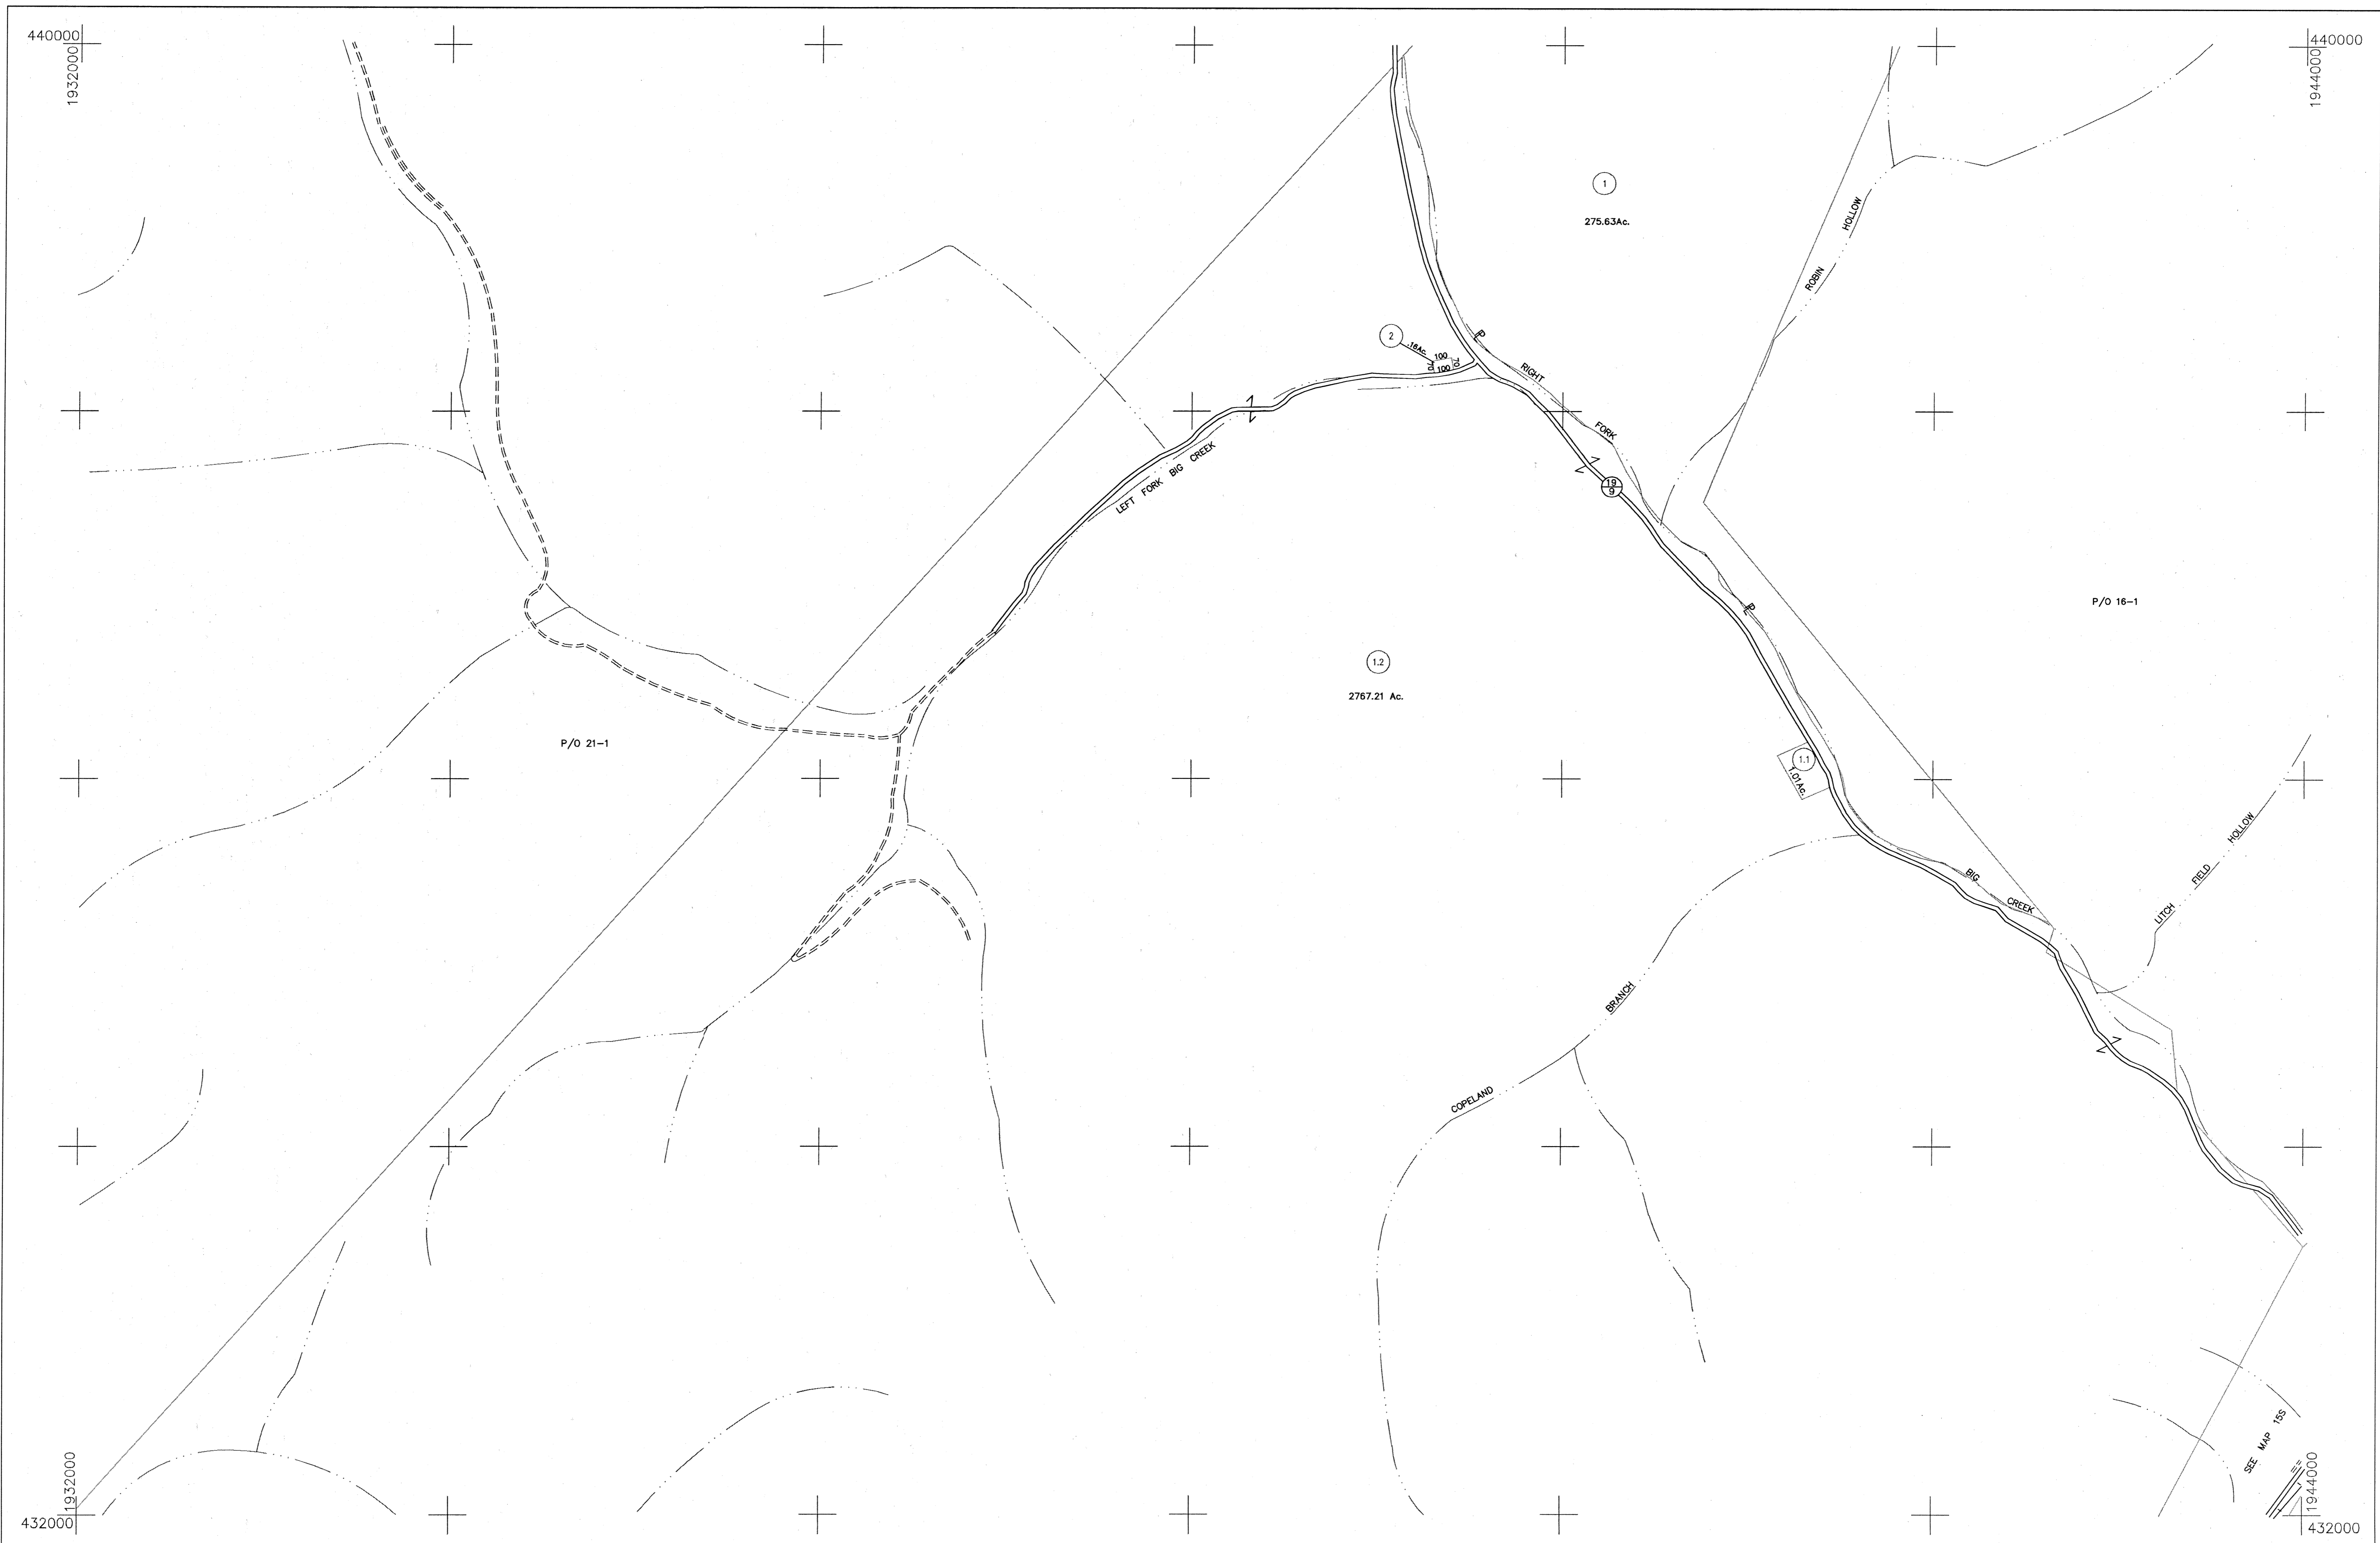 440000
1932000
440000
1944000
1
275.63Ac.
ROBIN HOLLOW
2
.16Ac.
100
70
70
100
P
RIGHT FORK
LEFT FORK BIG CREEK
19
9
P/O 16-1
P
1.2
2767.21 Ac.
P/O 21-1
1.1
1.01Ac.
BIG CREEK
LITCH FIELD HOLLOW
COPELAND BRANCH
SEE MAP 15S
1932000
432000
1944000
432000